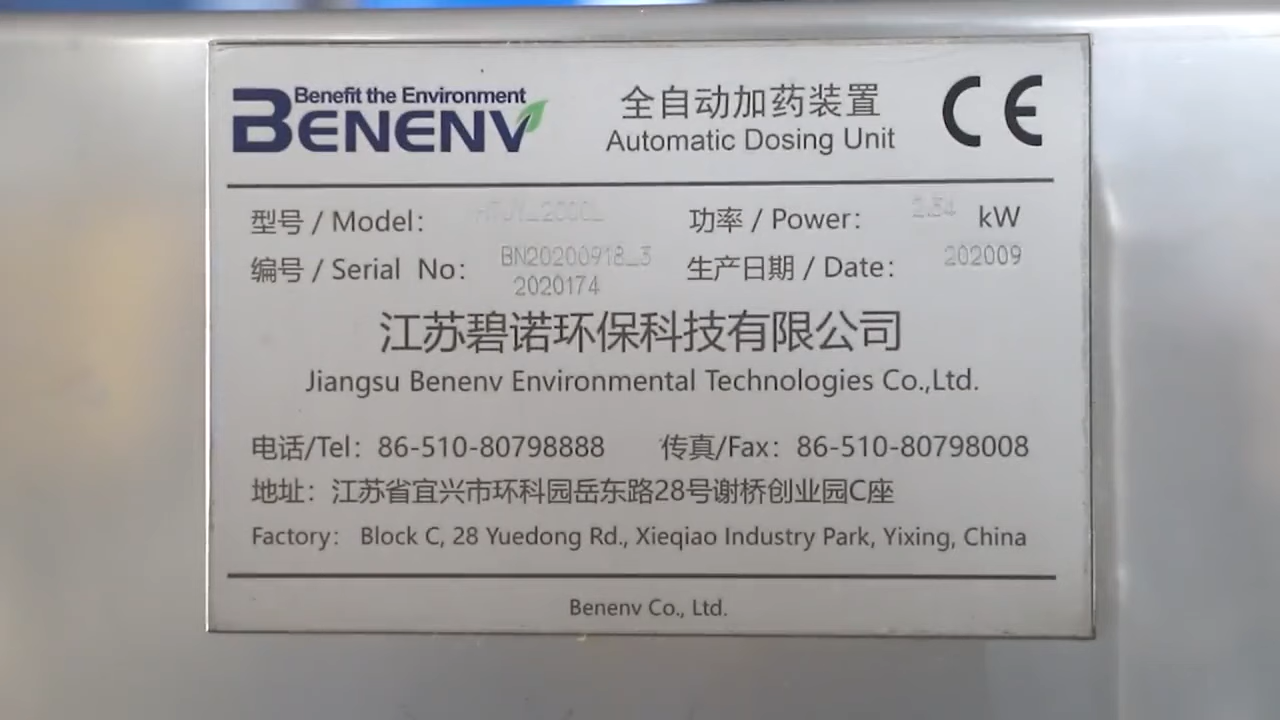 Benefit the Environment
BENENV
全自动加药装置
Automatic Dosing Unit
CE
型号 / Model:
功率 / Power: 2.54 kW
编号 / Serial No: BN20200918_3
2020174
生产日期 / Date: 202009
江苏碧诺环保科技有限公司
Jiangsu Benenv Environmental Technologies Co.,Ltd.
电话/Tel: 86-510-80798888 传真/Fax: 86-510-80798008
地址：江苏省宜兴市环科园岳东路28号谢桥创业园C座
Factory: Block C, 28 Yuedong Rd., Xieqiao Industry Park, Yixing, China
Benenv Co., Ltd.